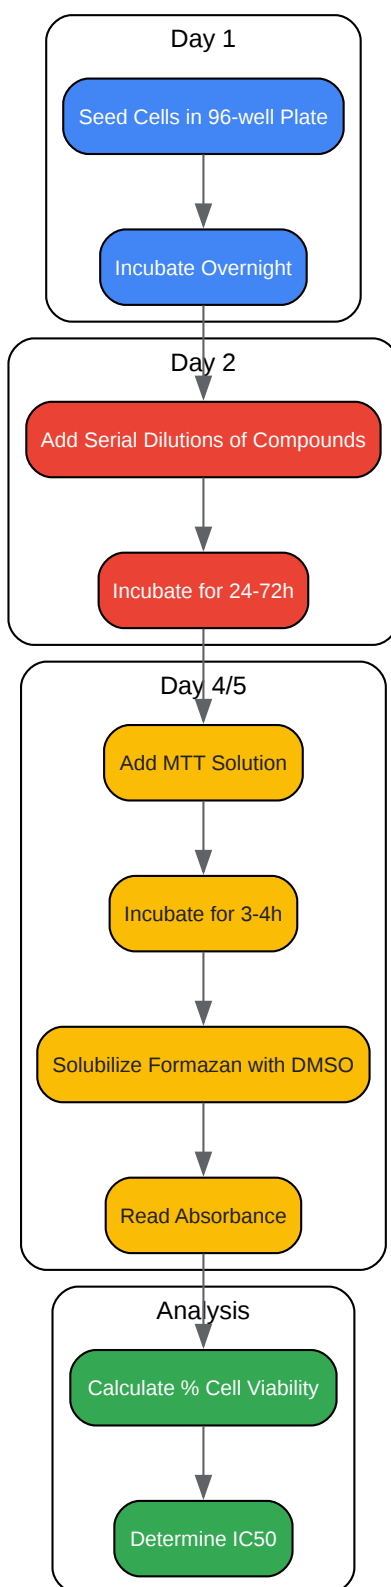 Day 1
Seed Cells in 96-well Plate
Incubate Overnight
Day 2
Add Serial Dilutions of Compounds
Incubate for 24-72h
Day 4/5
Add MTT Solution
Incubate for 3-4h
Solubilize Formazan with DMSO
Read Absorbance
Analysis
Calculate % Cell Viability
Determine IC50